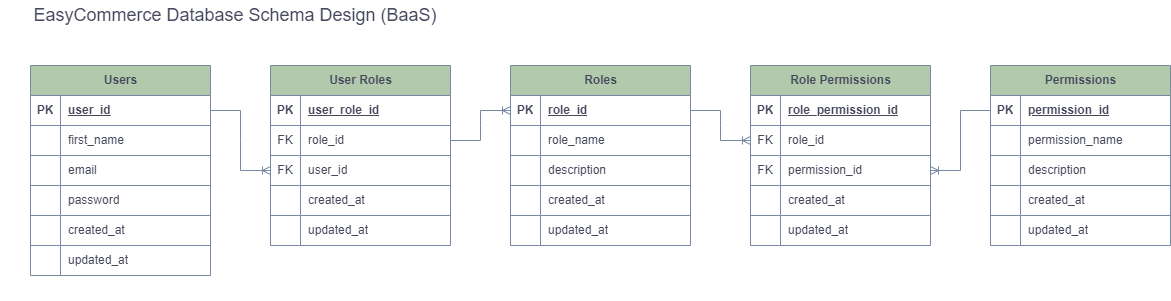 EasyCommerce Database Schema Design (BaaS)
Users
PK user_id
first_name
email
password
created_at
updated_at
User Roles
PK user_role_id
FK role_id
FK user_id
created_at
updated_at
Roles
PK role_id
role_name
description
created_at
updated_at
Role Permissions
PK role_permission_id
FK role_id
FK permission_id
created_at
updated_at
Permissions
PK permission_id
permission_name
description
created_at
updated_at